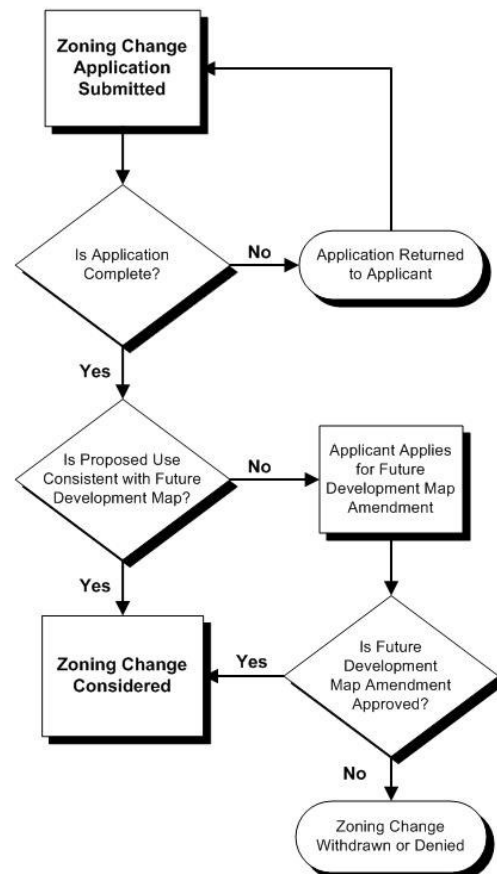 Zoning Change
Application
Submitted
Is Application
Complete?
No
Application Returned
to Applicant
Yes
Is Proposed Use
Consistent with Future
Development Map?
No
Applicant Applies
for Future
Development Map
Amendment
Yes
Zoning Change
Considered
Yes
Is Future
Development
Map Amendment
Approved?
No
Zoning Change
Withdrawn or Denied